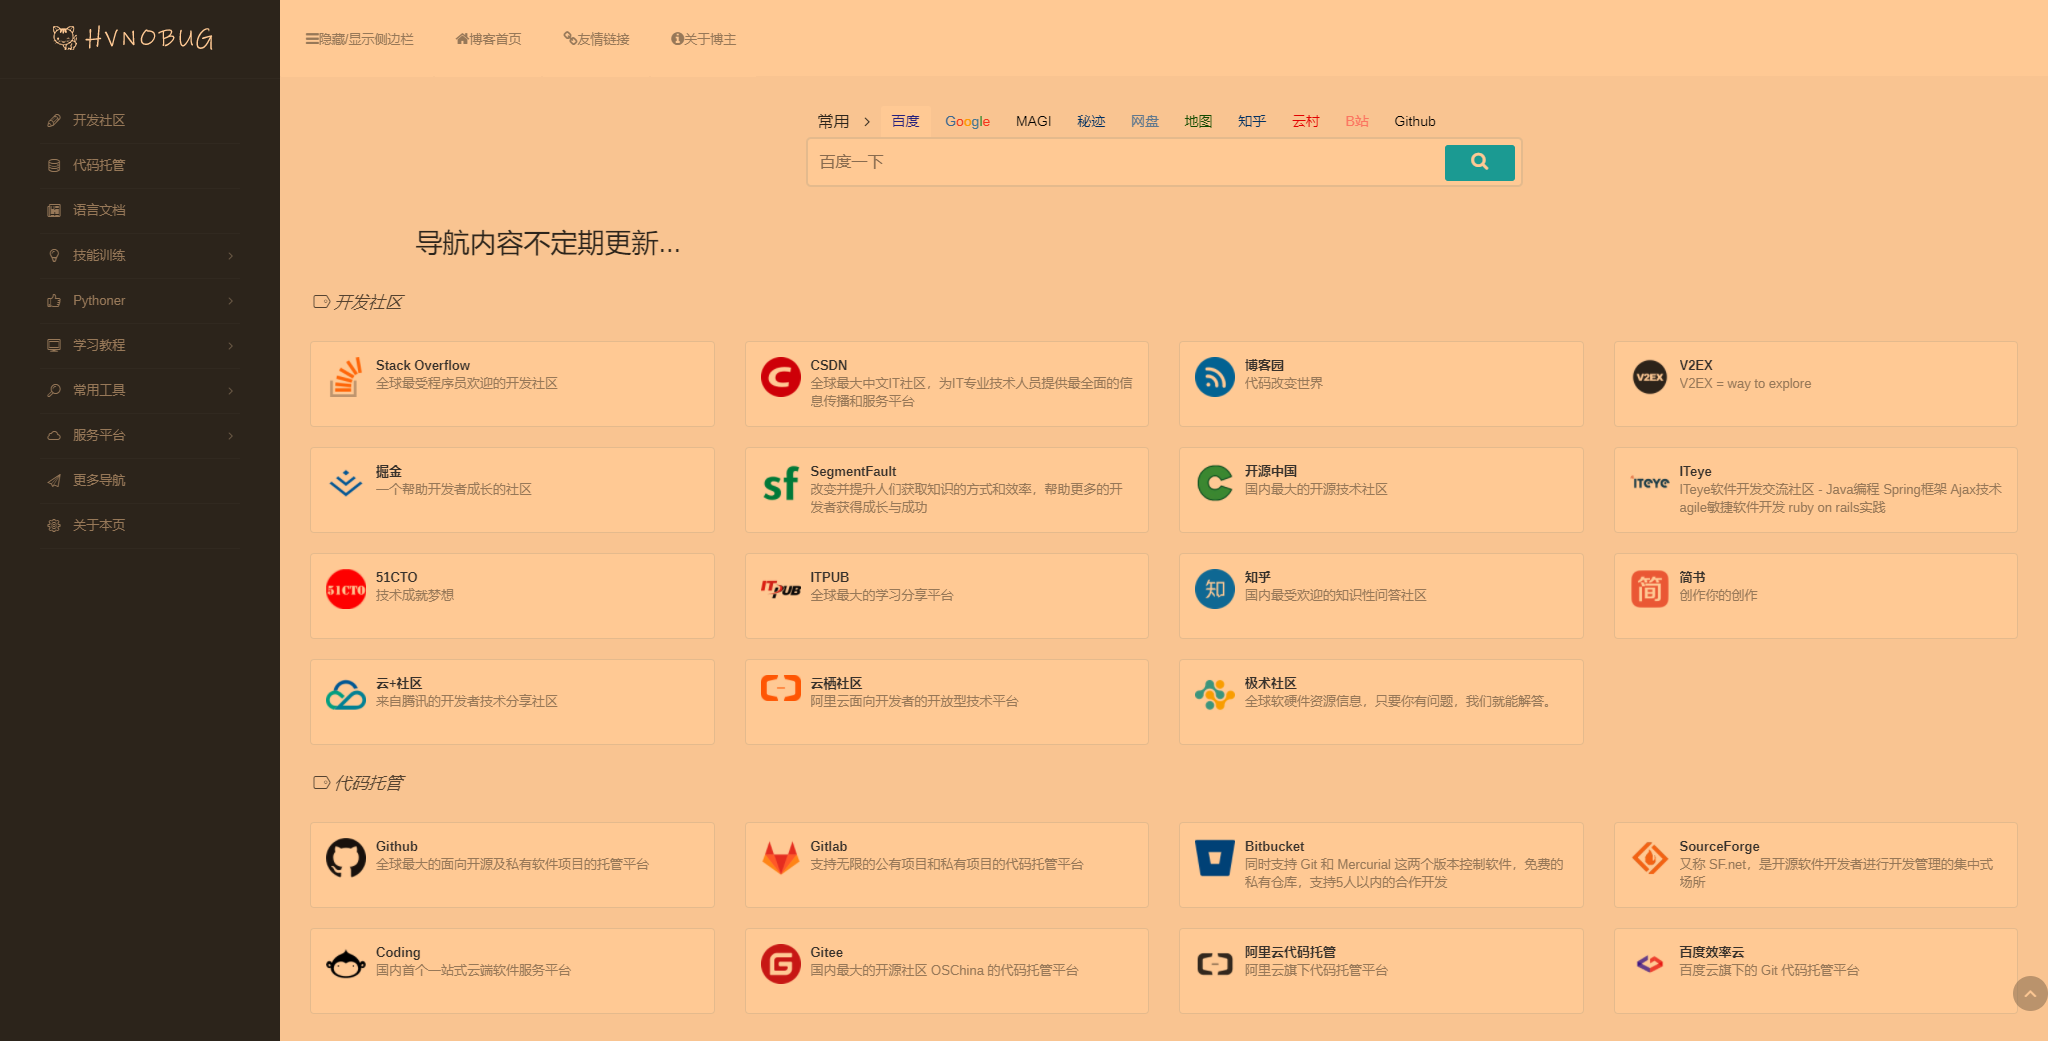 HVNOBUG
隐藏/显示侧边栏 博客首页 友情链接 关于博主
开发社区
代码托管
语言文档
技能训练
Pythoner
学习教程
常用工具
服务平台
更多导航
关于本页
常用 百度 Google MAGI 秘迹 网盘 地图 知乎 云村 B站 Github
百度一下
导航内容不定期更新...
开发社区
Stack Overflow
全球最受程序员欢迎的开发社区
CSDN
全球最大中文IT社区，为IT专业技术人员提供最全面的信
息传播和服务平台
博客园
代码改变世界
V2EX
V2EX
V2EX = way to explore
掘金
一个帮助开发者成长的社区
sf
SegmentFault
改变并提升人们获取知识的方式和效率，帮助更多的开
发者获得成长与成功
开源中国
国内最大的开源技术社区
ITeye
ITeye
ITeye软件开发交流社区 - Java编程 Spring框架 Ajax技术
agile敏捷软件开发 ruby on rails实践
51CTO
51CTO
技术成就梦想
ITPUB
ITPUB
全球最大的学习分享平台
知
知乎
国内最受欢迎的知识性问答社区
简
简书
创作你的创作
云+社区
来自腾讯的开发者技术分享社区
云栖社区
阿里云面向开发者的开放型技术平台
极术社区
全球软硬件资源信息，只要你有问题，我们就能解答。
代码托管
Github
全球最大的面向开源及私有软件项目的托管平台
Gitlab
支持无限的公有项目和私有项目的代码托管平台
Bitbucket
同时支持 Git 和 Mercurial 这两个版本控制软件，免费的
私有仓库，支持5人以内的合作开发
SourceForge
又称 SF.net，是开源软件开发者进行开发管理的集中式
场所
Coding
国内首个一站式云端软件服务平台
G
Gitee
国内最大的开源社区 OSChina 的代码托管平台
阿里云代码托管
阿里云旗下代码托管平台
百度效率云
百度云旗下的 Git 代码托管平台